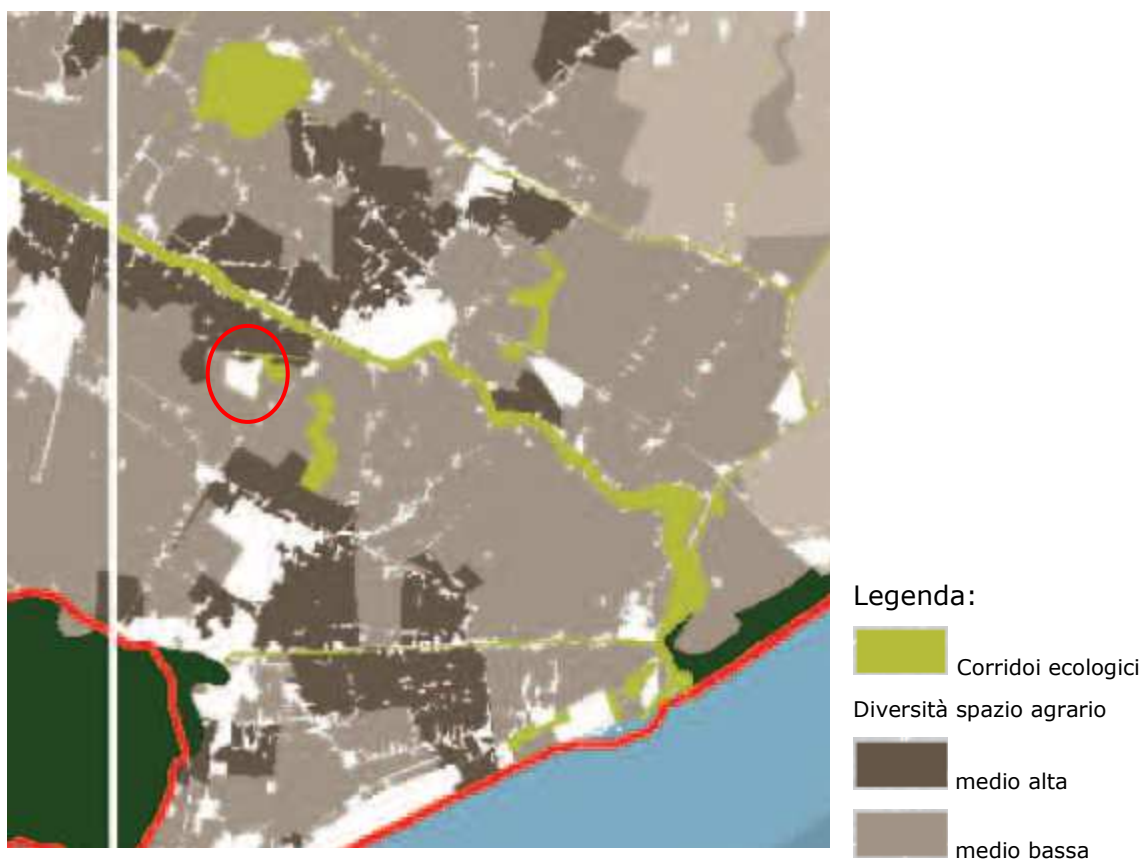 Legenda:
Corridoi ecologici
Diversità spazio agrario
medio alta
medio bassa